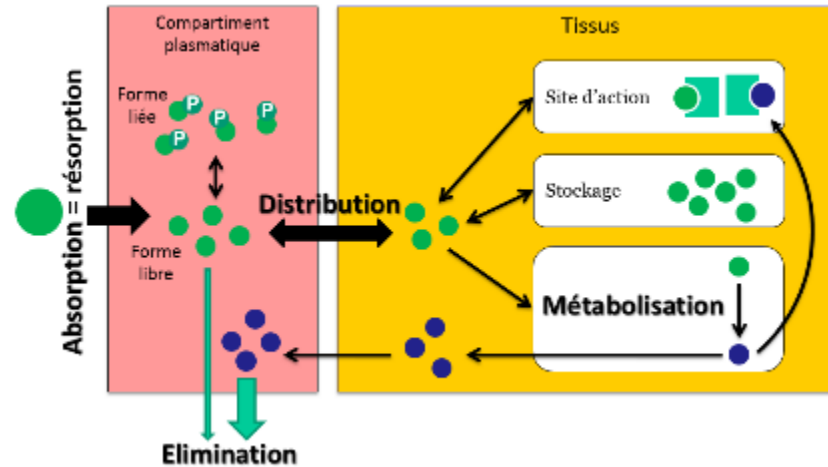 Compartiment
plasmatique
Tissus
Forme
liée
P
P
P
P
Site d'action
Absorption = résorption
Distribution
Stockage
Forme
libre
Métabolisation
Elimination